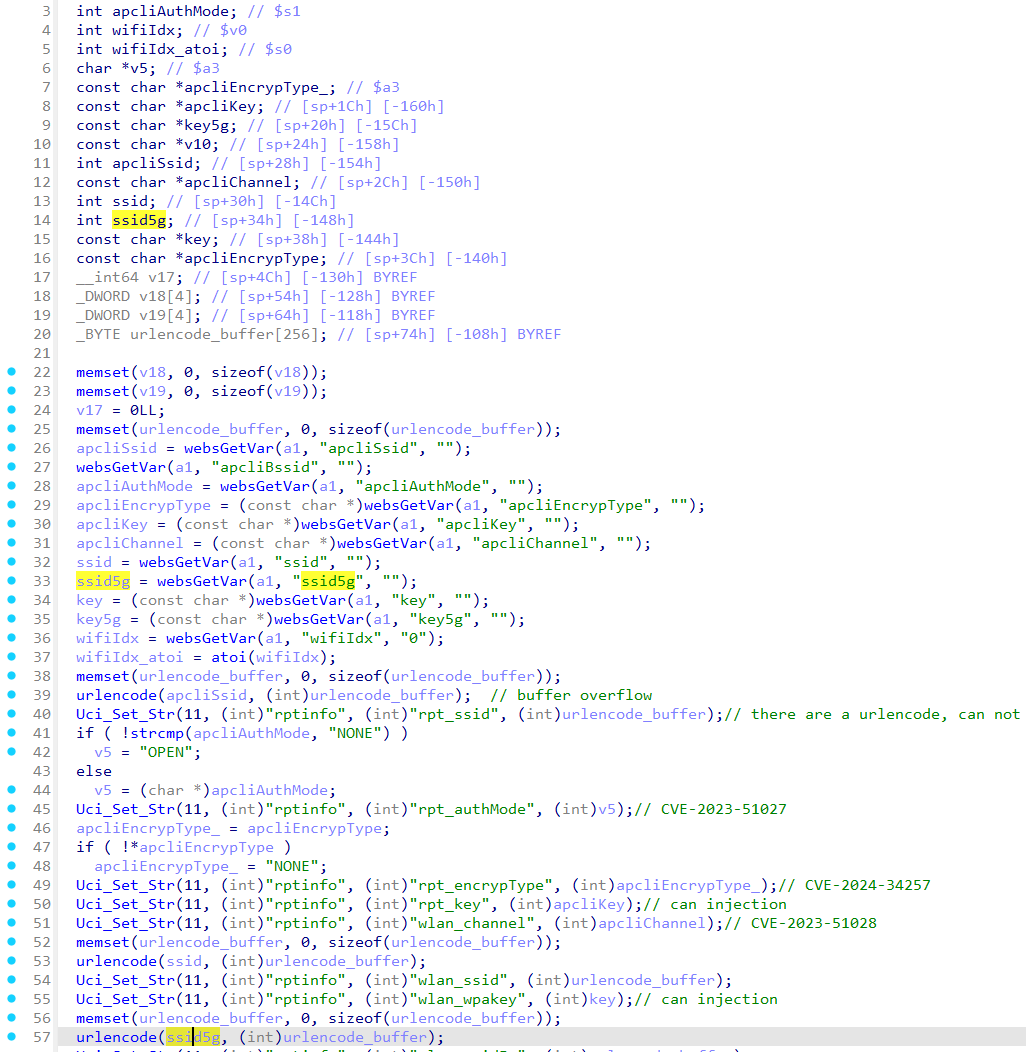 3 int apcliAuthMode; // $s1
4 int wifiIdx; // $v0
5 int wifiIdx_atoi; // $s0
6 char *v5; // $a3
7 const char *apcliEncrypType_; // $a3
8 const char *apcliKey; // [sp+1Ch] [-160h]
9 const char *key5g; // [sp+20h] [-15Ch]
10 const char *v10; // [sp+24h] [-158h]
11 int apcliSsid; // [sp+28h] [-154h]
12 const char *apcliChannel; // [sp+2Ch] [-150h]
13 int ssid; // [sp+30h] [-14Ch]
14 int ssid5g; // [sp+34h] [-148h]
15 const char *key; // [sp+38h] [-144h]
16 const char *apcliEncrypType; // [sp+3Ch] [-140h]
17 __int64 v17; // [sp+4Ch] [-130h] BYREF
18 _DWORD v18[4]; // [sp+54h] [-128h] BYREF
19 _DWORD v19[4]; // [sp+64h] [-118h] BYREF
20 _BYTE urlencode_buffer[256]; // [sp+74h] [-108h] BYREF
21
22 memset(v18, 0, sizeof(v18));
23 memset(v19, 0, sizeof(v19));
24 v17 = 0LL;
25 memset(urlencode_buffer, 0, sizeof(urlencode_buffer));
26 apcliSsid = websGetVar(a1, "apcliSsid", "");
27 websGetVar(a1, "apcliBssid", "");
28 apcliAuthMode = websGetVar(a1, "apcliAuthMode", "");
29 apcliEncrypType = (const char *)websGetVar(a1, "apcliEncrypType", "");
30 apcliKey = (const char *)websGetVar(a1, "apcliKey", "");
31 apcliChannel = (const char *)websGetVar(a1, "apcliChannel", "");
32 ssid = websGetVar(a1, "ssid", "");
33 ssid5g = websGetVar(a1, "ssid5g", "");
34 key = (const char *)websGetVar(a1, "key", "");
35 key5g = (const char *)websGetVar(a1, "key5g", "");
36 wifiIdx = websGetVar(a1, "wifiIdx", "0");
37 wifiIdx_atoi = atoi(wifiIdx);
38 memset(urlencode_buffer, 0, sizeof(urlencode_buffer));
39 urlencode(apcliSsid, (int)urlencode_buffer); // buffer overflow
40 Uci_Set_Str(11, (int)"rptinfo", (int)"rpt_ssid", (int)urlencode_buffer);// there are a urlencode, can not
41 if ( !strcmp(apcliAuthMode, "NONE") )
42 v5 = "OPEN";
43 else
44 v5 = (char *)apcliAuthMode;
45 Uci_Set_Str(11, (int)"rptinfo", (int)"rpt_authMode", (int)v5);// CVE-2023-51027
46 apcliEncrypType_ = apcliEncrypType;
47 if ( !*apcliEncrypType )
48 apcliEncrypType_ = "NONE";
49 Uci_Set_Str(11, (int)"rptinfo", (int)"rpt_encrypType", (int)apcliEncrypType_);// CVE-2024-34257
50 Uci_Set_Str(11, (int)"rptinfo", (int)"rpt_key", (int)apcliKey);// can injection
51 Uci_Set_Str(11, (int)"rptinfo", (int)"wlan_channel", (int)apcliChannel);// CVE-2023-51028
52 memset(urlencode_buffer, 0, sizeof(urlencode_buffer));
53 urlencode(ssid, (int)urlencode_buffer);
54 Uci_Set_Str(11, (int)"rptinfo", (int)"wlan_ssid", (int)urlencode_buffer);
55 Uci_Set_Str(11, (int)"rptinfo", (int)"wlan_wpakey", (int)key);// can injection
56 memset(urlencode_buffer, 0, sizeof(urlencode_buffer));
57 urlencode(ssid5g, (int)urlencode_buffer);